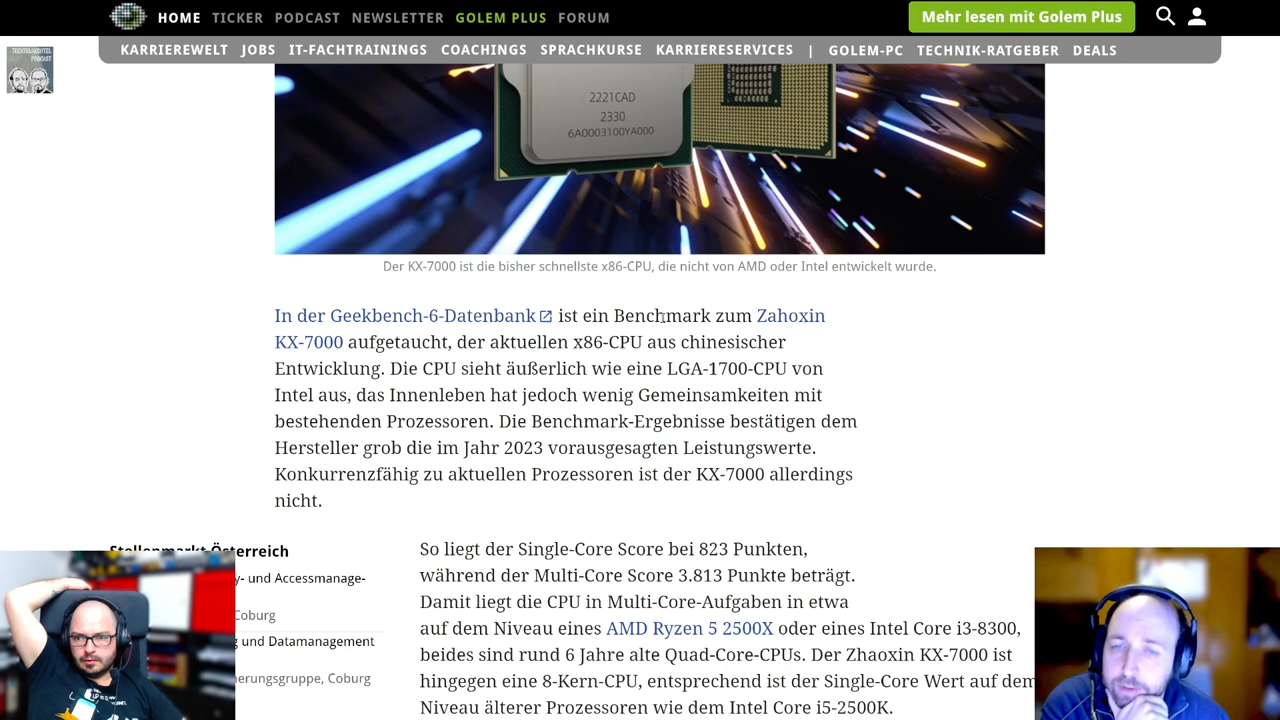 HOME TICKER PODCAST NEWSLETTER GOLEM PLUS FORUM Mehr lesen mit Golem Plus
KARRIEREWELT JOBS IT-FACHTRAININGS COACHINGS SPRACHKURSE KARRIERESERVICES | GOLEM-PC TECHNIK-RATGEBER DEALS
PODCAST
2221CAD
2330
6A0003100YA000
Der KX-7000 ist die bisher schnellste x86-CPU, die nicht von AMD oder Intel entwickelt wurde.
In der Geekbench-6-Datenbank ist ein Benchmark zum Zahoxin
KX-7000 aufgetaucht, der aktuellen x86-CPU aus chinesischer
Entwicklung. Die CPU sieht äußerlich wie eine LGA-1700-CPU von
Intel aus, das Innenleben hat jedoch wenig Gemeinsamkeiten mit
bestehenden Prozessoren. Die Benchmark-Ergebnisse bestätigen dem
Hersteller grob die im Jahr 2023 vorausgesagten Leistungswerte.
Konkurrenzfähig zu aktuellen Prozessoren ist der KX-7000 allerdings
nicht.
Stellenmarkt Österreich
y- und Accessmanage-
Coburg
g und Datamanagement
nerungsgruppe, Coburg
So liegt der Single-Core Score bei 823 Punkten,
während der Multi-Core Score 3.813 Punkte beträgt.
Damit liegt die CPU in Multi-Core-Aufgaben in etwa
auf dem Niveau eines AMD Ryzen 5 2500X oder eines Intel Core i3-8300,
beides sind rund 6 Jahre alte Quad-Core-CPUs. Der Zhaoxin KX-7000 ist
hingegen eine 8-Kern-CPU, entsprechend ist der Single-Core Wert auf dem
Niveau älterer Prozessoren wie dem Intel Core i5-2500K.